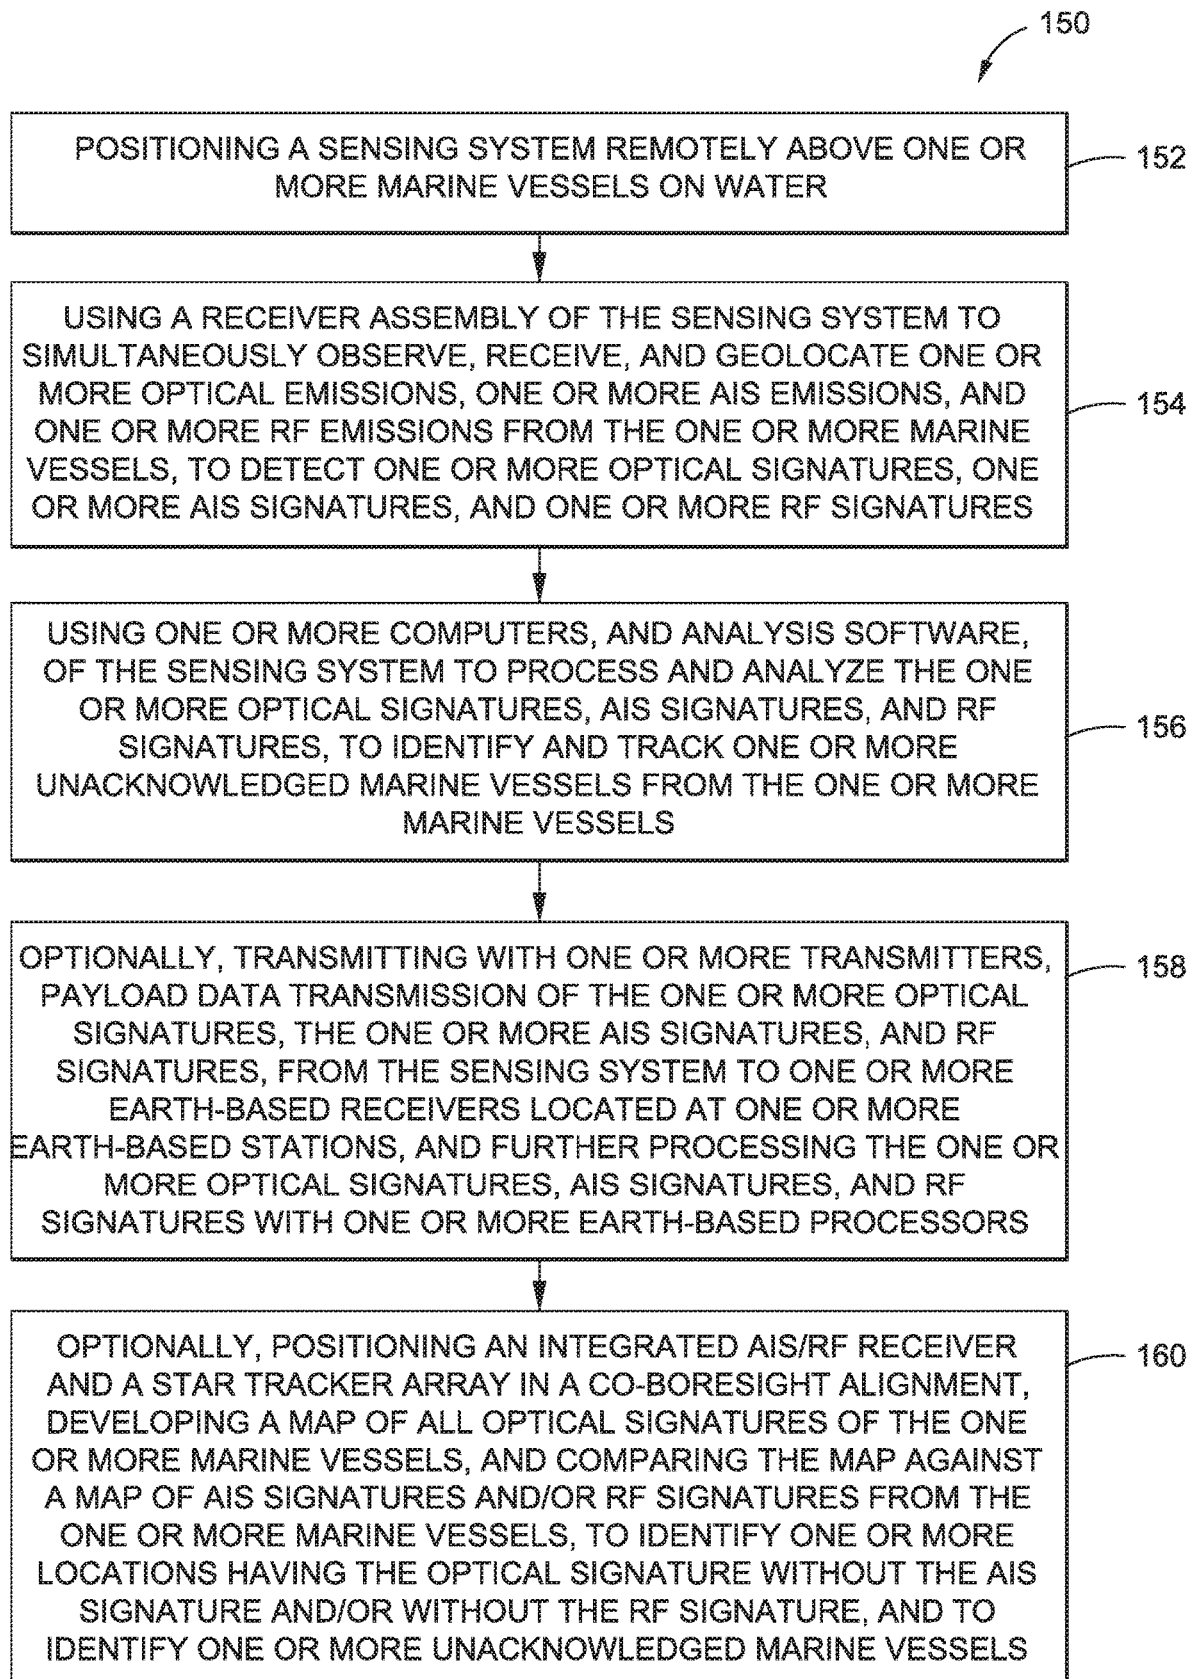 150
POSITIONING A SENSING SYSTEM REMOTELY ABOVE ONE OR
MORE MARINE VESSELS ON WATER
152
USING A RECEIVER ASSEMBLY OF THE SENSING SYSTEM TO
SIMULTANEOUSLY OBSERVE, RECEIVE, AND GEOLOCATE ONE OR
MORE OPTICAL EMISSIONS, ONE OR MORE AIS EMISSIONS, AND
ONE OR MORE RF EMISSIONS FROM THE ONE OR MORE MARINE
VESSELS, TO DETECT ONE OR MORE OPTICAL SIGNATURES, ONE
OR MORE AIS SIGNATURES, AND ONE OR MORE RF SIGNATURES
154
USING ONE OR MORE COMPUTERS, AND ANALYSIS SOFTWARE,
OF THE SENSING SYSTEM TO PROCESS AND ANALYZE THE ONE
OR MORE OPTICAL SIGNATURES, AIS SIGNATURES, AND RF
SIGNATURES, TO IDENTIFY AND TRACK ONE OR MORE
UNACKNOWLEDGED MARINE VESSELS FROM THE ONE OR MORE
MARINE VESSELS
156
OPTIONALLY, TRANSMITTING WITH ONE OR MORE TRANSMITTERS,
PAYLOAD DATA TRANSMISSION OF THE ONE OR MORE OPTICAL
SIGNATURES, THE ONE OR MORE AIS SIGNATURES, AND RF
SIGNATURES, FROM THE SENSING SYSTEM TO ONE OR MORE
EARTH-BASED RECEIVERS LOCATED AT ONE OR MORE
EARTH-BASED STATIONS, AND FURTHER PROCESSING THE ONE OR
MORE OPTICAL SIGNATURES, AIS SIGNATURES, AND RF
SIGNATURES WITH ONE OR MORE EARTH-BASED PROCESSORS
158
OPTIONALLY, POSITIONING AN INTEGRATED AIS/RF RECEIVER
AND A STAR TRACKER ARRAY IN A CO-BORESIGHT ALIGNMENT,
DEVELOPING A MAP OF ALL OPTICAL SIGNATURES OF THE ONE
OR MORE MARINE VESSELS, AND COMPARING THE MAP AGAINST
A MAP OF AIS SIGNATURES AND/OR RF SIGNATURES FROM THE
ONE OR MORE MARINE VESSELS, TO IDENTIFY ONE OR MORE
LOCATIONS HAVING THE OPTICAL SIGNATURE WITHOUT THE AIS
SIGNATURE AND/OR WITHOUT THE RF SIGNATURE, AND TO
IDENTIFY ONE OR MORE UNACKNOWLEDGED MARINE VESSELS
160